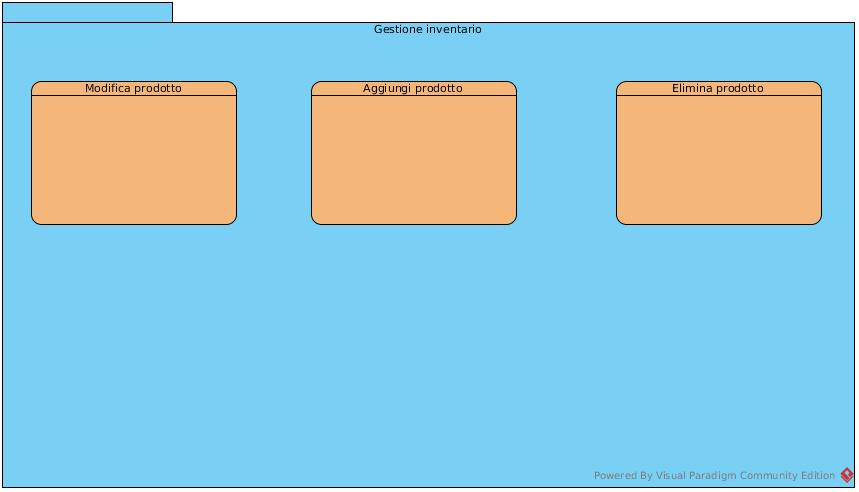 Gestione inventario
Modifica prodotto
Aggiungi prodotto
Elimina prodotto
Powered By Visual Paradigm Community Edition